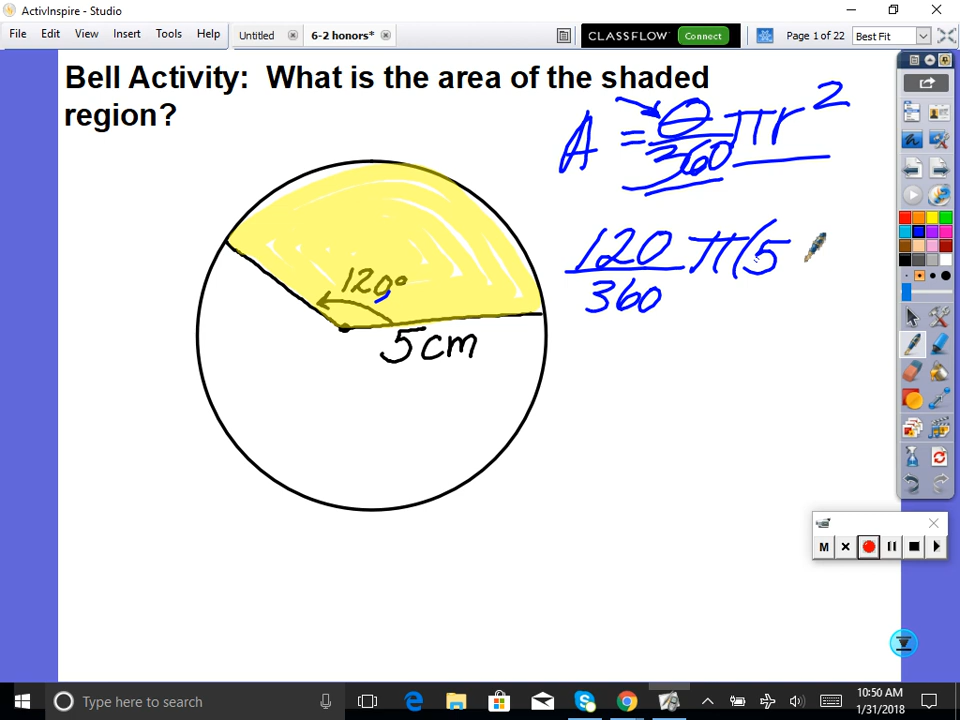 ActivInspire - Studio
File Edit View Insert Tools Help Untitled 6-2 honors* CLASSFLOW Connect Page 1 of 22 Best Fit
Bell Activity: What is the area of the shaded
region?
A = θ/360 πr²
120/360 π(5
120°
5 cm
M
Type here to search
10:50 AM
1/31/2018